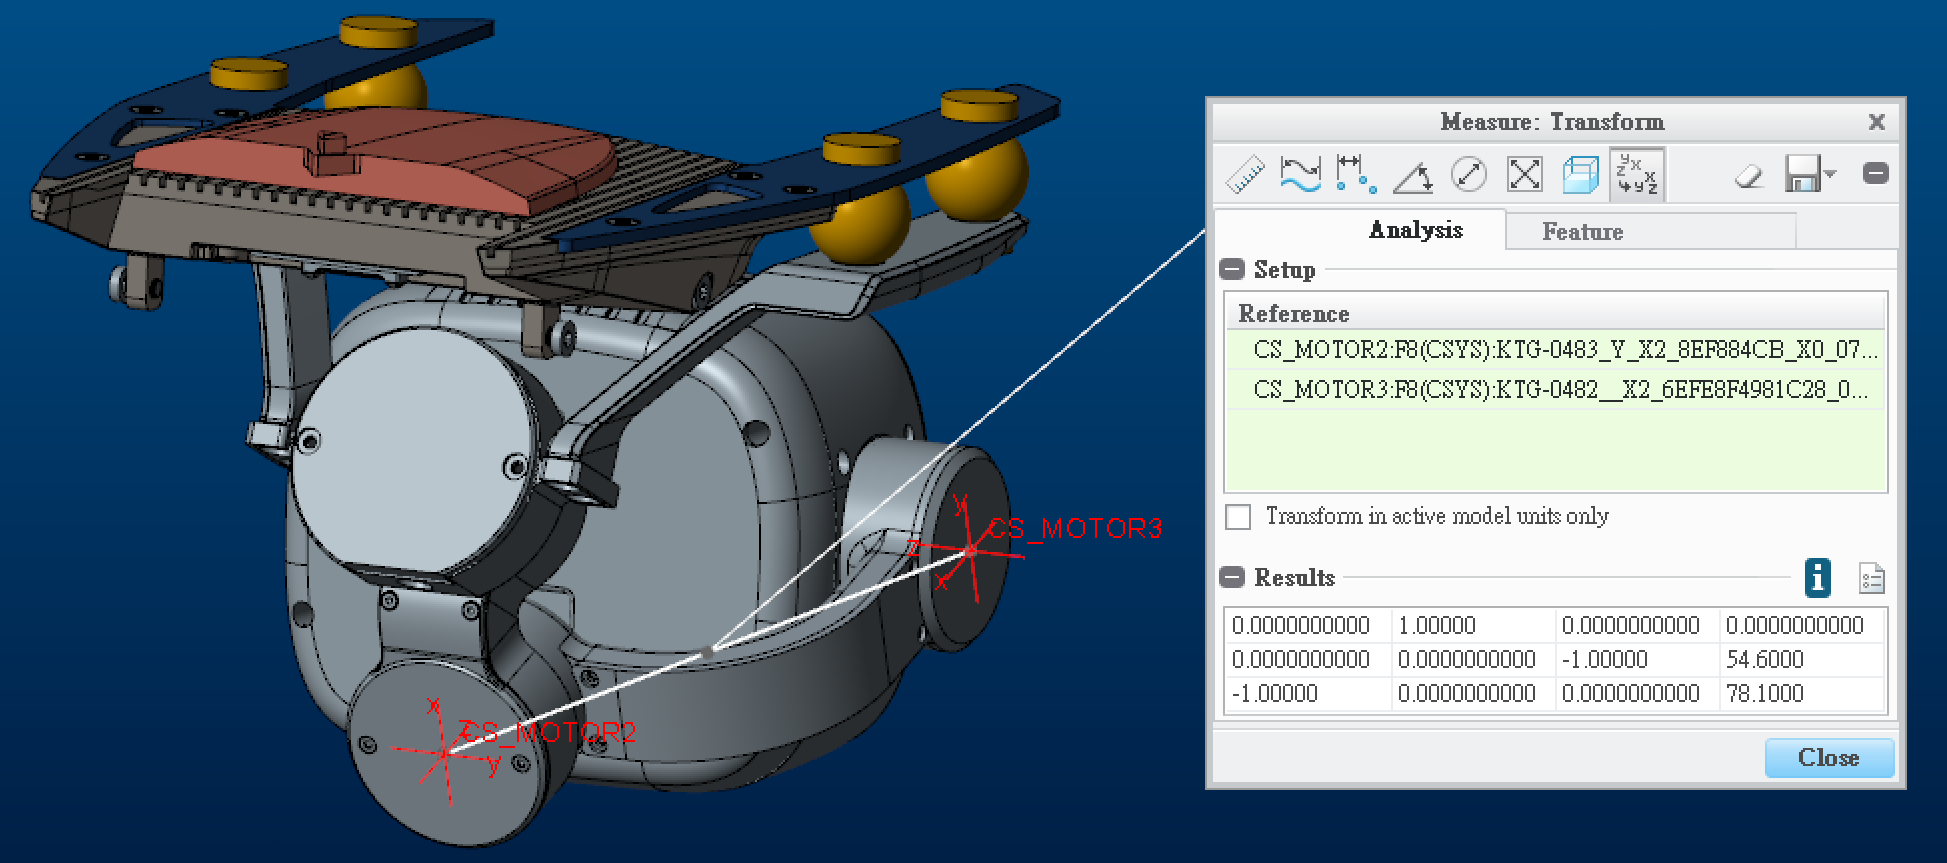 Measure: Transform
Analysis
Feature
Setup
Reference
CS_MOTOR2:F8(CSYS):KTG-0483_Y_X2_8EF884CB_X0_07...
CS_MOTOR3:F8(CSYS):KTG-0482__X2_6EFE8F4981C28_0...
Transform in active model units only
Results
0.0000000000 1.00000 0.0000000000 0.0000000000
0.0000000000 0.0000000000 -1.00000 54.6000
-1.00000 0.0000000000 0.0000000000 78.1000
Close
y
CS_MOTOR3
z
x
x
z
CS_MOTOR2
y